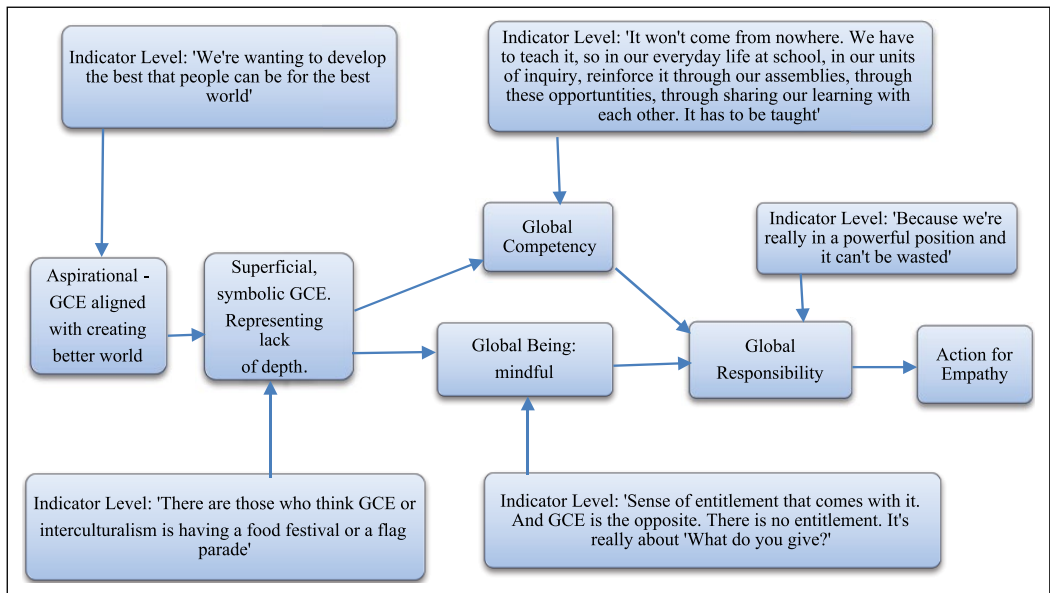 Indicator Level: 'We're wanting to develop
the best that people can be for the best
world'
Indicator Level: 'It won't come from nowhere. We have
to teach it, so in our everyday life at school, in our units
of inquiry, reinforce it through our assemblies, through
these opportuntities, through sharing our learning with
each other. It has to be taught'
Aspirational -
GCE aligned
with creating
better world
Superficial,
symbolic GCE.
Representing
lack
of depth.
Global
Competency
Global Being:
mindful
Indicator Level: 'Because we're
really in a powerful position and
it can't be wasted'
Global
Responsibility
Action for
Empathy
Indicator Level: 'There are those who think GCE or
interculturalism is having a food festival or a flag
parade'
Indicator Level: 'Sense of entitlement that comes with it.
And GCE is the opposite. There is no entitlement. It's
really about 'What do you give?'